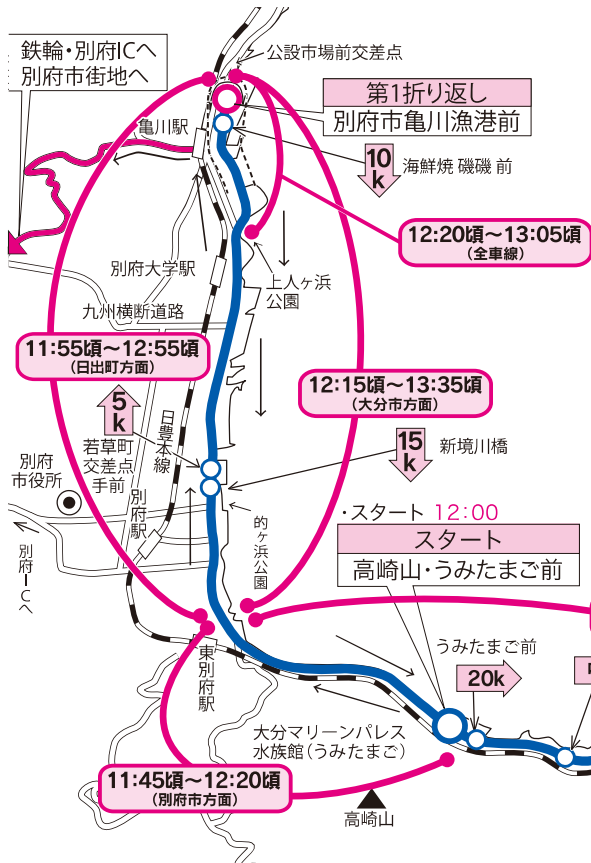 公設市場前交差点
鉄輪・別府ICへ
別府市街地へ
第1折り返し
別府市亀川漁港前
亀川駅
10
k
海鮮焼 磯磯 前
12:20頃〜13:05頃
(全車線)
別府大学駅
上人ヶ浜
公園
九州横断道路
11:55頃〜12:55頃
(日出町方面)
12:15頃〜13:35頃
(大分市方面)
5
k
15
k
新境川橋
日豊本線
若草町
交差点
手前
別府
市役所
別府駅
的ヶ浜公園
・スタート 12:00
スタート
高崎山・うみたまご前
別府ICへ
うみたまご前
20k
東別府駅
大分マリーンパレス
水族館(うみたまご)
11:45頃〜12:20頃
(別府市方面)
高崎山